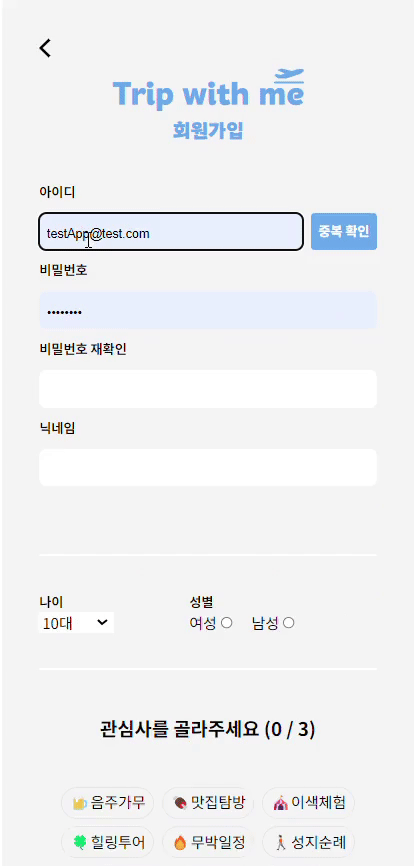 Trip with me
회원가입
아이디
testApp@test.com
중복 확인
비밀번호
••••••••
비밀번호 재확인
닉네임
나이
성별
10대
여성
남성
관심사를 골라주세요 (0 / 3)
음주가무
맛집탐방
이색체험
힐링투어
무박일정
성지순례